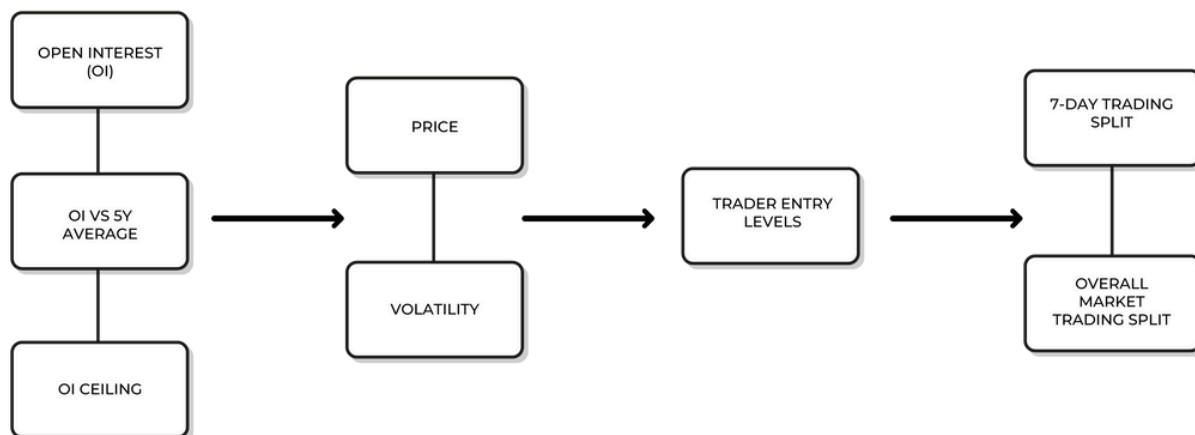 OPEN INTEREST
(OI)
OI VS 5Y
AVERAGE
OI CEILING
PRICE
VOLATILITY
TRADER ENTRY
LEVELS
7-DAY TRADING
SPLIT
OVERALL
MARKET
TRADING SPLIT